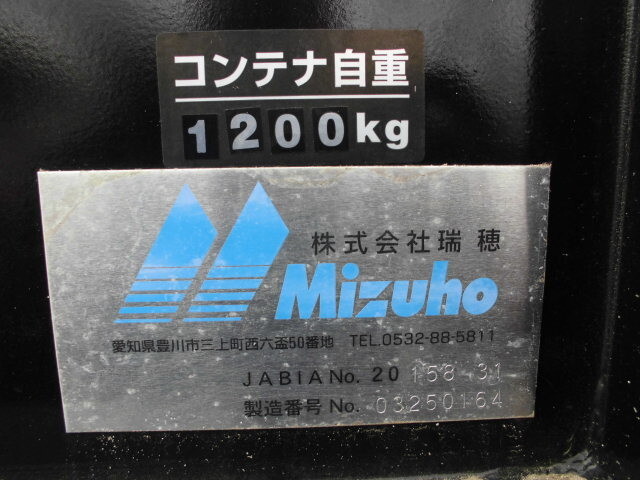 コンテナ自重
1200kg
株式会社瑞穂
Mizuho
愛知県豊川市三上町西六盃50番地 TEL.0532-88-5811
JABIA No. 20 158 31
製造番号 No. 03250164